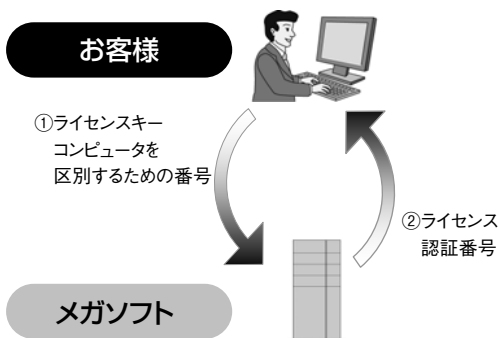 お客様
①ライセンスキー
コンピュータを
区別するための番号
②ライセンス
認証番号
メガソフト